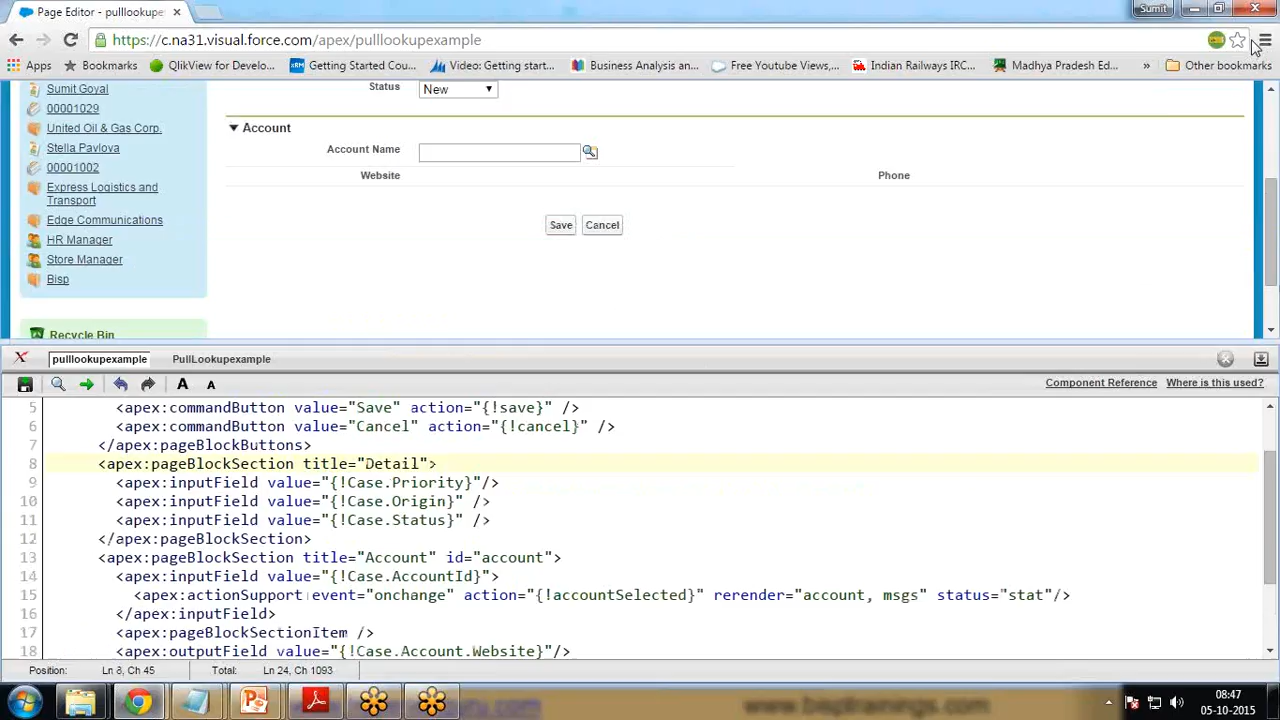 Page Editor - pulllookupex
Sumit
https://c.na31.visual.force.com/apex/pulllookupexample
Apps
Bookmarks
QlikView for Develo...
Getting Started Cou...
Video: Getting start...
Business Analysis an...
Free Youtube Views,...
Indian Railways IRC...
Madhya Pradesh Ed...
»
Other bookmarks
Sumit Goyal
00001029
United Oil & Gas Corp.
Stella Pavlova
00001002
Express Logistics and
Transport
Edge Communications
HR Manager
Store Manager
Bisp
Recycle Bin
Status
New
Account
Account Name
Website
Phone
Save
Cancel
pulllookupexample
PullLookupexample
A
A
Component Reference
Where is this used?
5 <apex:commandButton value="Save" action="{!save}" />
6 <apex:commandButton value="Cancel" action="{!cancel}" />
7 </apex:pageBlockButtons>
8 <apex:pageBlockSection title="Detail">
9 <apex:inputField value="{!Case.Priority}"/>
10 <apex:inputField value="{!Case.Origin}" />
11 <apex:inputField value="{!Case.Status}" />
12 </apex:pageBlockSection>
13 <apex:pageBlockSection title="Account" id="account">
14 <apex:inputField value="{!Case.AccountId}">
15 <apex:actionSupport event="onchange" action="{!accountSelected}" rerender="account, msgs" status="stat"/>
16 </apex:inputField>
17 <apex:pageBlockSectionItem />
18 <apex:outputField value="{!Case.Account.Website}"/>
Position: Ln 8, Ch 45 Total: Ln 24, Ch 1093
www.bisptrainings.com
08:47
05-10-2015